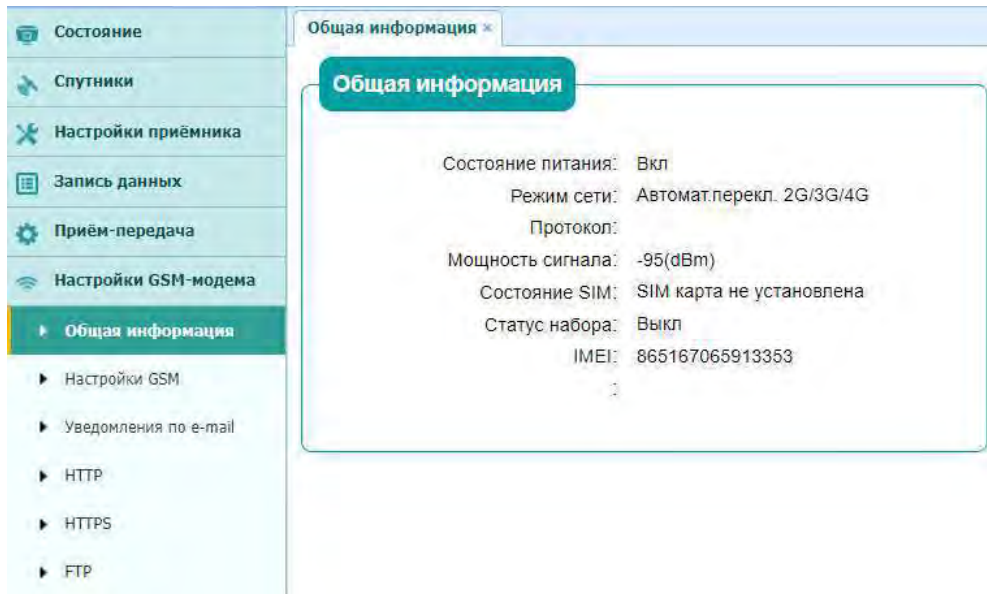 Состояние
Спутники
Настройки приёмника
Запись данных
Приём-передача
Настройки GSM-модема
Общая информация
Настройки GSM
Уведомления по e-mail
HTTP
HTTPS
FTP
Общая информация ×
Общая информация
Состояние питания: Вкл
Режим сети: Автомат.перекл. 2G/3G/4G
Протокол:
Мощность сигнала: -95(dBm)
Состояние SIM: SIM карта не установлена
Статус набора: Выкл
IMEI: 865167065913353
: